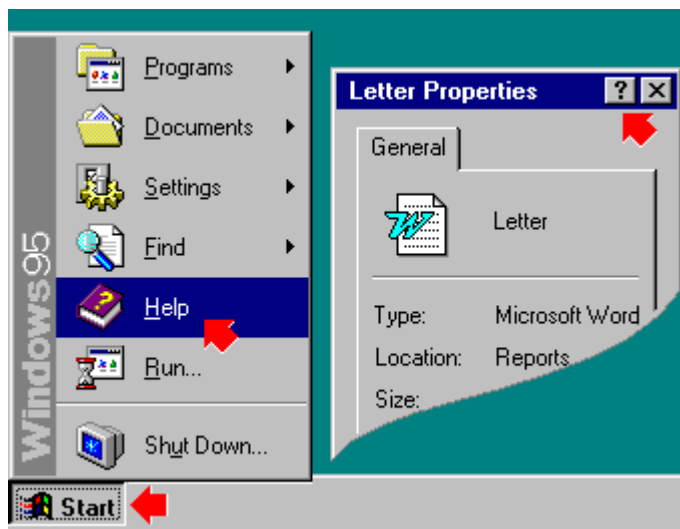 Programs
Documents
Settings
Find
Help
Run...
Shut Down...
Windows95
Start
Letter Properties ?
General
Letter
Type: Microsoft Word
Location: Reports
Size: